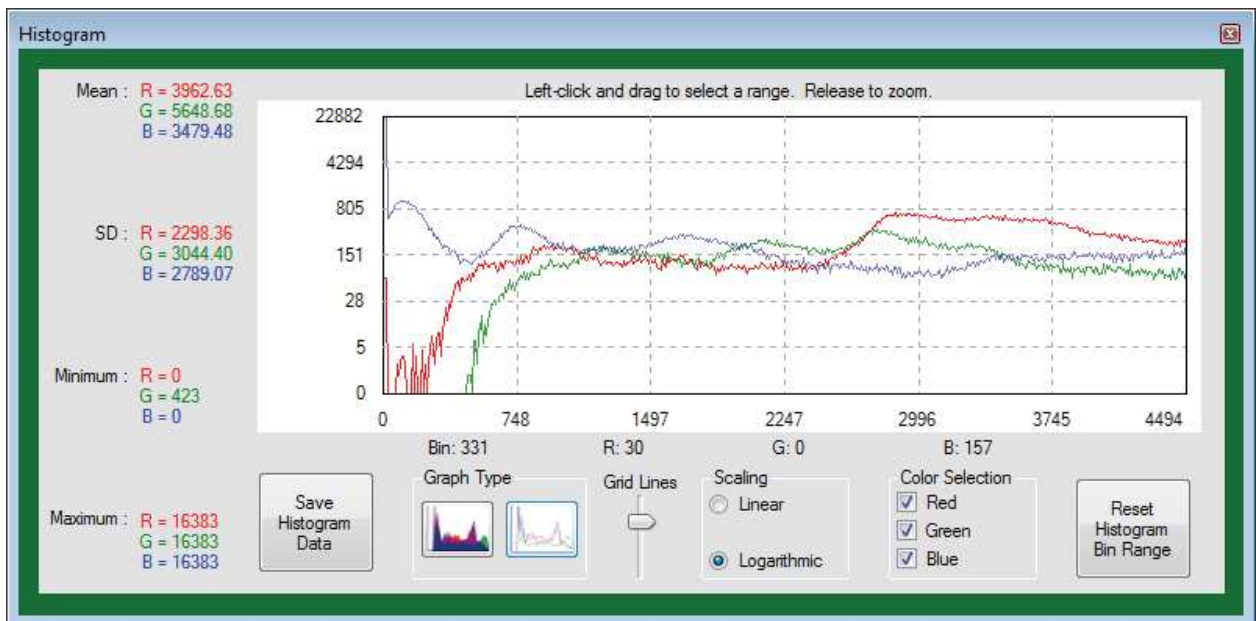 Histogram
Mean : R = 3962.63
G = 5648.68
B = 3479.48
SD : R = 2298.36
G = 3044.40
B = 2789.07
Minimum : R = 0
G = 423
B = 0
Maximum : R = 16383
G = 16383
B = 16383
Left-click and drag to select a range. Release to zoom.
22882
4294
805
151
28
5
0
0 748 1497 2247 2996 3745 4494
Bin: 331 R: 30 G: 0 B: 157
Save
Histogram
Data
Graph Type
Grid Lines
Scaling
Linear
Logarithmic
Color Selection
Red
Green
Blue
Reset
Histogram
Bin Range